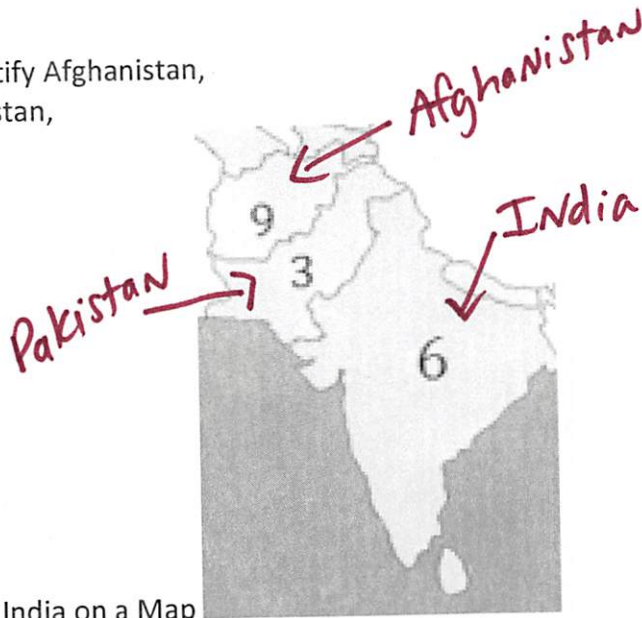 tify Afghanistan,
stan,
Afghanistan
India
9
3
Pakistan
6
India on a Map